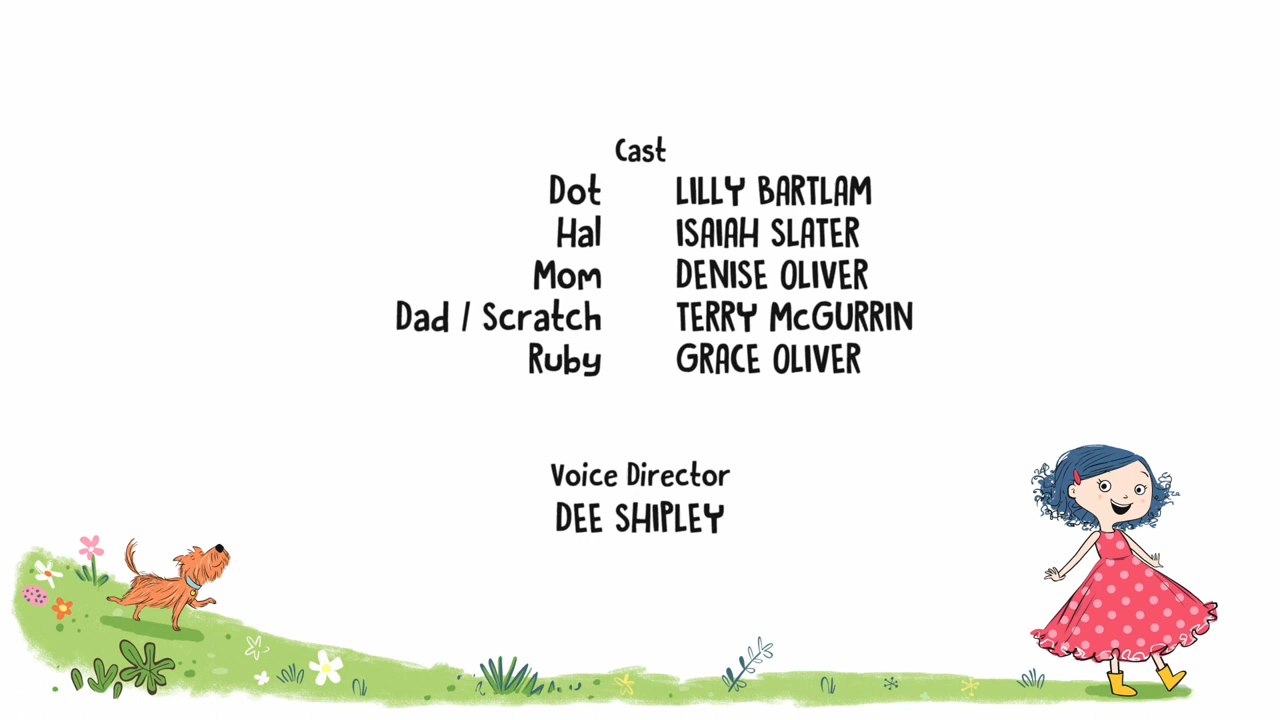 Cast
Dot LILLY BARTLAM
Hal ISAIAH SLATER
Mom DENISE OLIVER
Dad / Scratch TERRY McGURRIN
Ruby GRACE OLIVER
Voice Director
DEE SHIPLEY